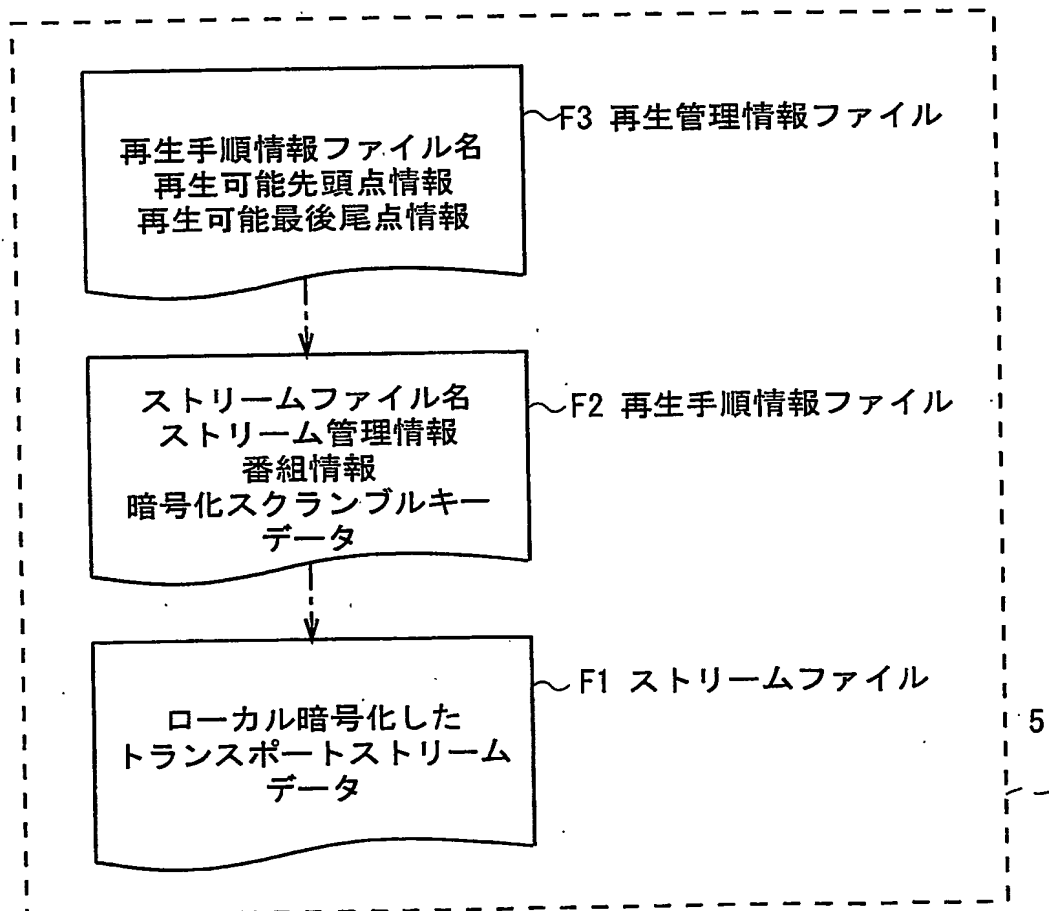 再生手順情報ファイル名
再生可能先頭点情報
再生可能最後尾点情報
F3 再生管理情報ファイル
ストリームファイル名
ストリーム管理情報
番組情報
暗号化スクランブルキー
データ
F2 再生手順情報ファイル
ローカル暗号化した
トランスポートストリーム
データ
F1 ストリームファイル
5